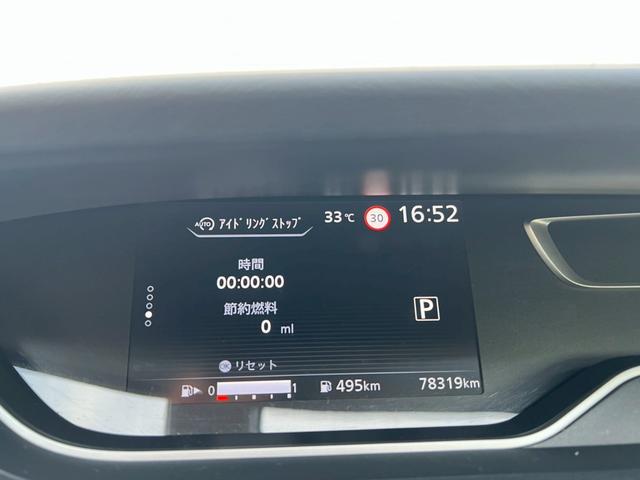 AUTO ｱｲﾄﾞﾘﾝｸﾞｽﾄｯﾌﾟ 33℃ 30 16:52
時間
00:00:00
節約燃料
0 ml
P
OK リセット
0 1 495km 78319km